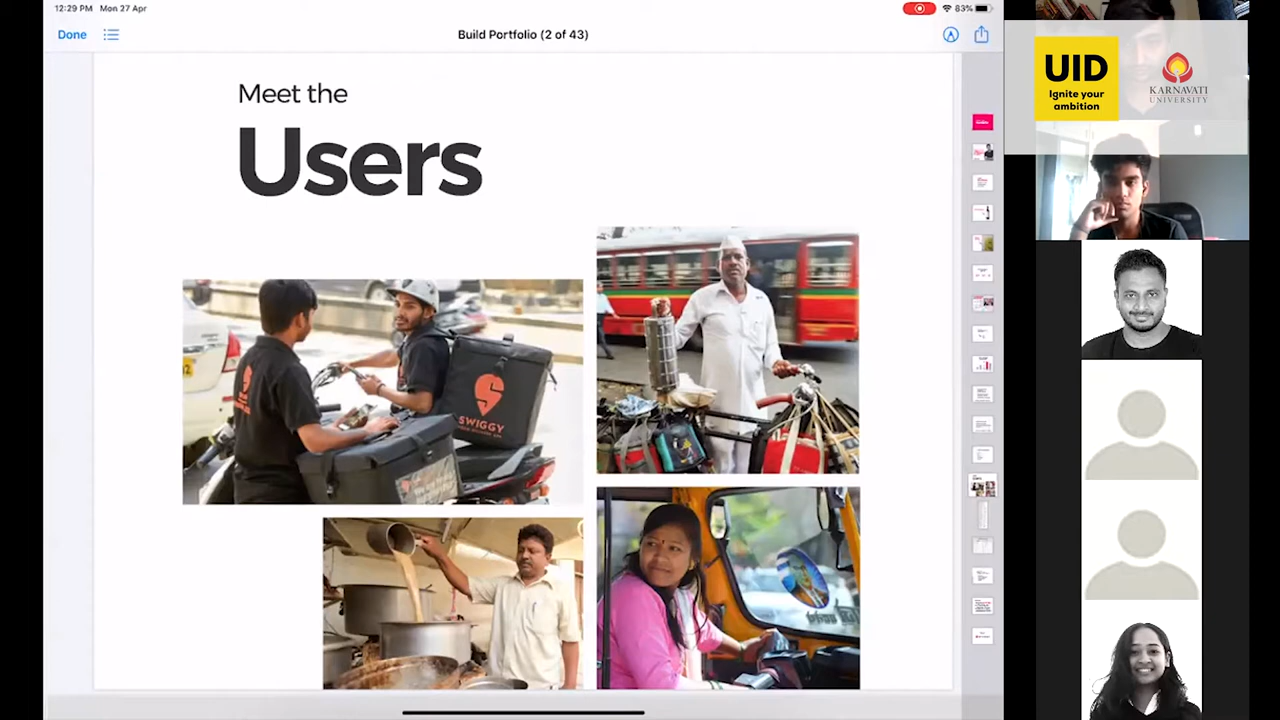 12:29 PM Mon 27 Apr
83%
Done
Build Portfolio (2 of 43)
Meet the
Users
SWIGGY
UID
Ignite your
ambition
KARNAVATI
UNIVERSITY